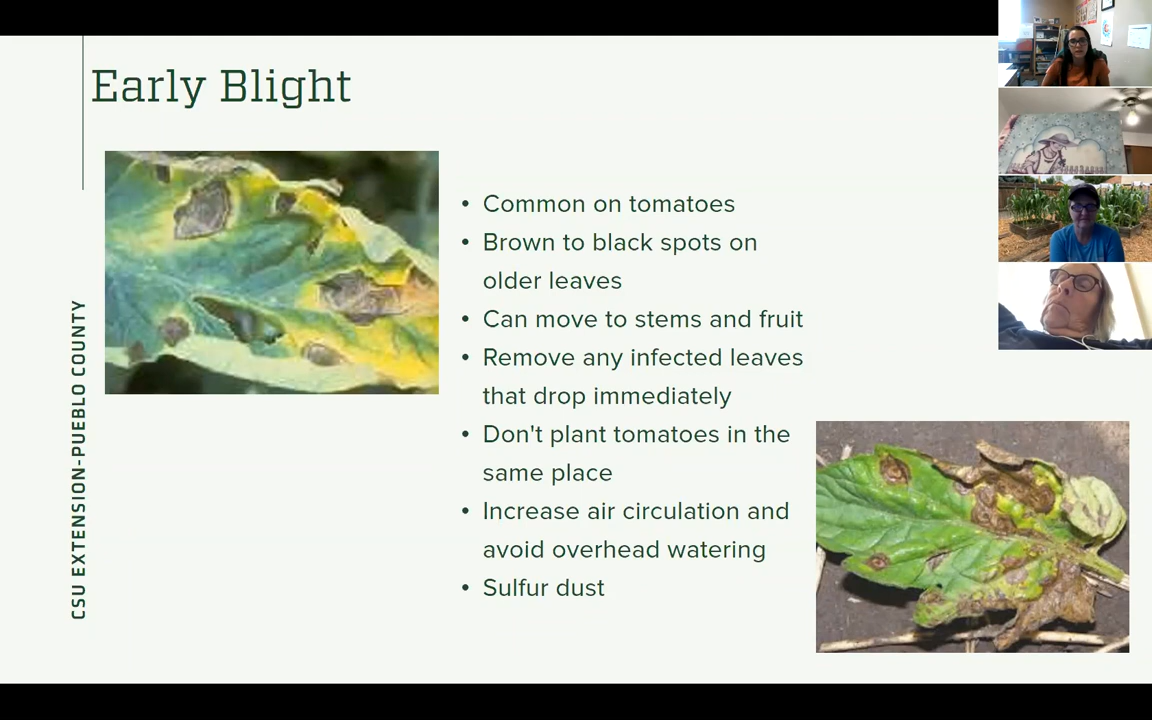 Early Blight
• Common on tomatoes
• Brown to black spots on
older leaves
• Can move to stems and fruit
• Remove any infected leaves
that drop immediately
• Don't plant tomatoes in the
same place
• Increase air circulation and
avoid overhead watering
• Sulfur dust
CSU EXTENSION-PUEBLO COUNTY